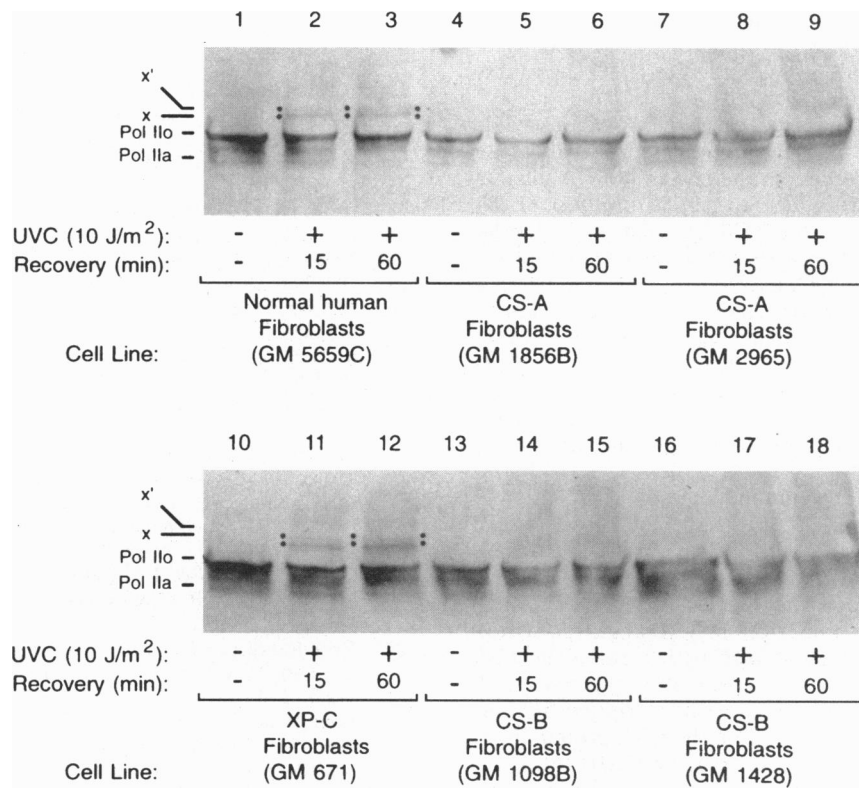 1 2 3 4 5 6 7 8 9
x'
x
Pol IIo
Pol IIa
UVC (10 J/m²): - + + - + + - + +
Recovery (min): - 15 60 - 15 60 - 15 60
Normal human CS-A CS-A
Fibroblasts Fibroblasts Fibroblasts
Cell Line: (GM 5659C) (GM 1856B) (GM 2965)
10 11 12 13 14 15 16 17 18
x'
x
Pol IIo
Pol IIa
UVC (10 J/m²): - + + - + + - + +
Recovery (min): - 15 60 - 15 60 - 15 60
XP-C CS-B CS-B
Fibroblasts Fibroblasts Fibroblasts
Cell Line: (GM 671) (GM 1098B) (GM 1428)